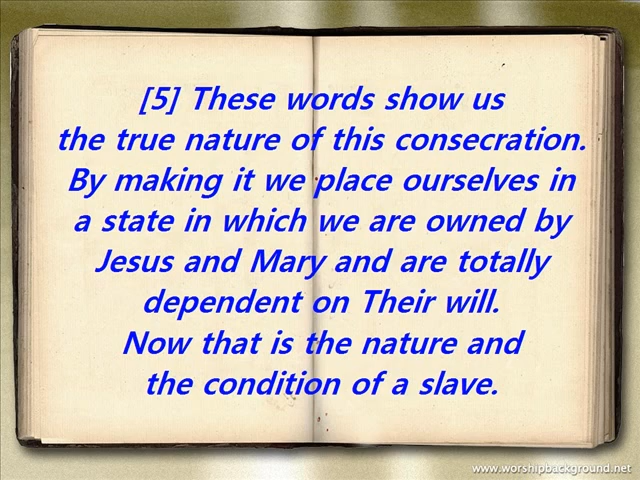 [5] These words show us
the true nature of this consecration.
By making it we place ourselves in
a state in which we are owned by
Jesus and Mary and are totally
dependent on Their will.
Now that is the nature and
the condition of a slave.
www.worshipbackground.net